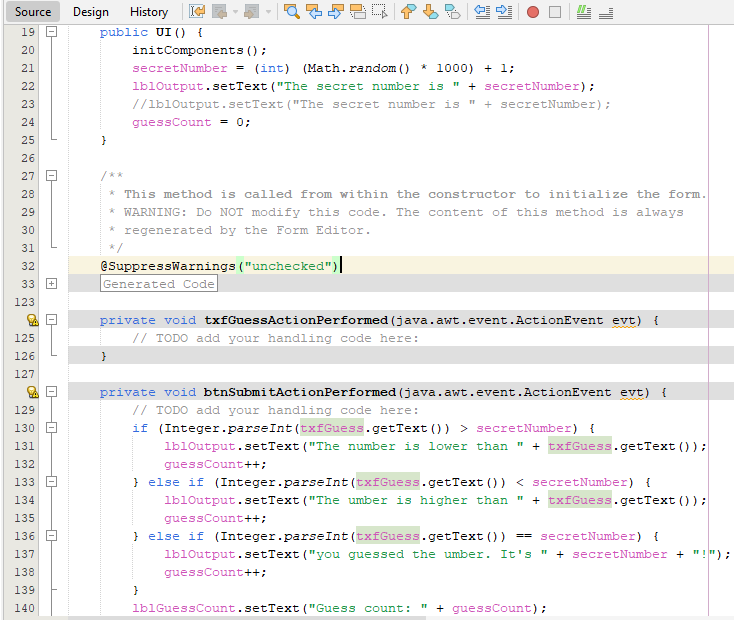 Source Design History
19 public UI() {
20 initComponents();
21 secretNumber = (int) (Math.random() * 1000) + 1;
22 lblOutput.setText("The secret number is " + secretNumber);
23 //lblOutput.setText("The secret number is " + secretNumber);
24 guessCount = 0;
25 }
26
27 /**
28 * This method is called from within the constructor to initialize the form.
29 * WARNING: Do NOT modify this code. The content of this method is always
30 * regenerated by the Form Editor.
31 */
32 @SuppressWarnings("unchecked")
33 Generated Code
123
private void txfGuessActionPerformed(java.awt.event.ActionEvent evt) {
125 // TODO add your handling code here:
126 }
127
private void btnSubmitActionPerformed(java.awt.event.ActionEvent evt) {
129 // TODO add your handling code here:
130 if (Integer.parseInt(txfGuess.getText()) > secretNumber) {
131 lblOutput.setText("The number is lower than " + txfGuess.getText());
132 guessCount++;
133 } else if (Integer.parseInt(txfGuess.getText()) < secretNumber) {
134 lblOutput.setText("The umber is higher than " + txfGuess.getText());
135 guessCount++;
136 } else if (Integer.parseInt(txfGuess.getText()) == secretNumber) {
137 lblOutput.setText("you guessed the umber. It's " + secretNumber + "!");
138 guessCount++;
139 }
140 lblGuessCount.setText("Guess count: " + guessCount);